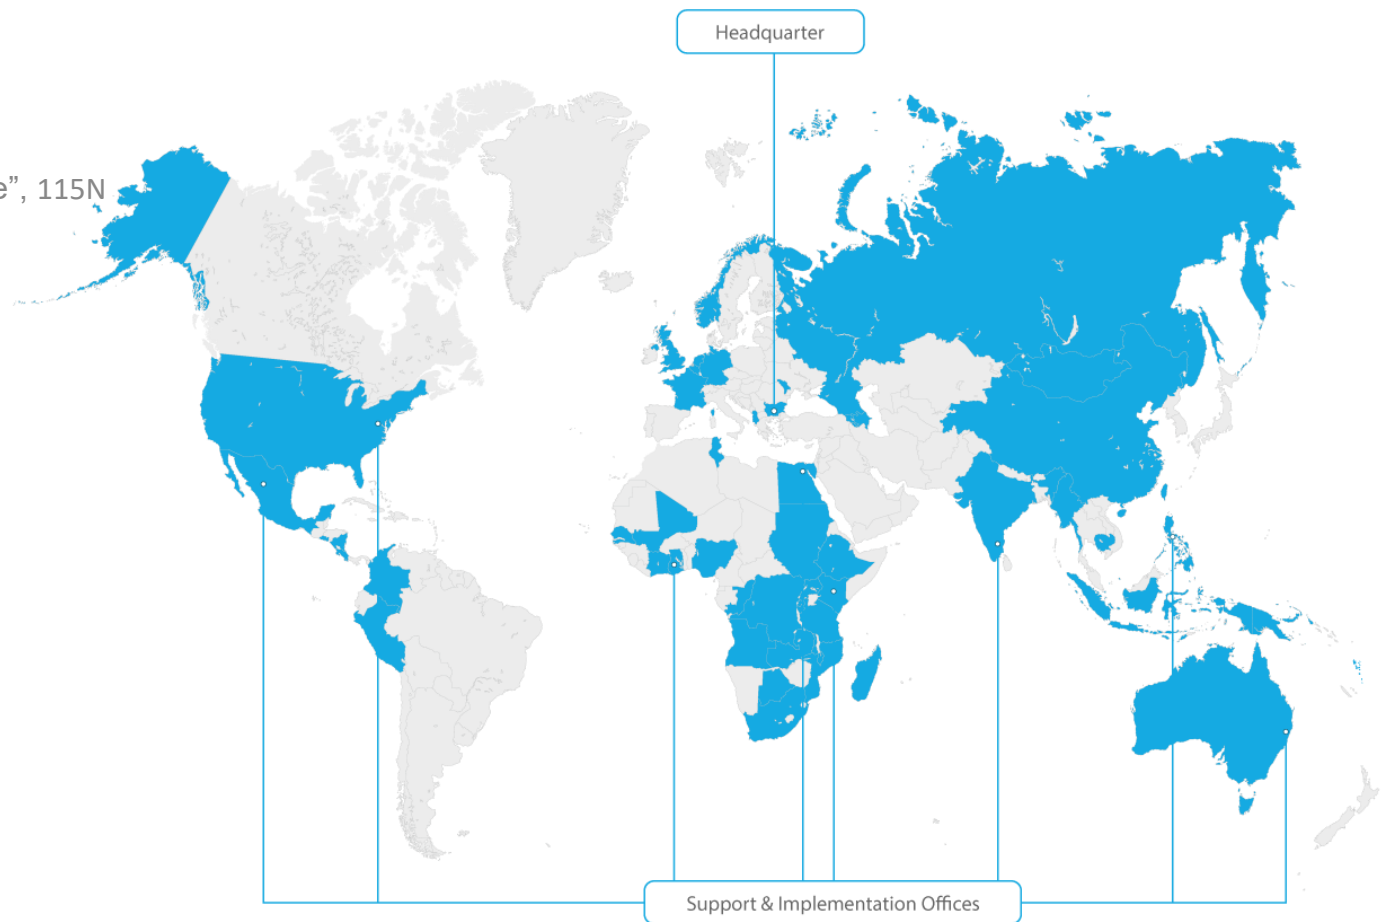 Headquarter
e”, 115N
Support & Implementation Offices